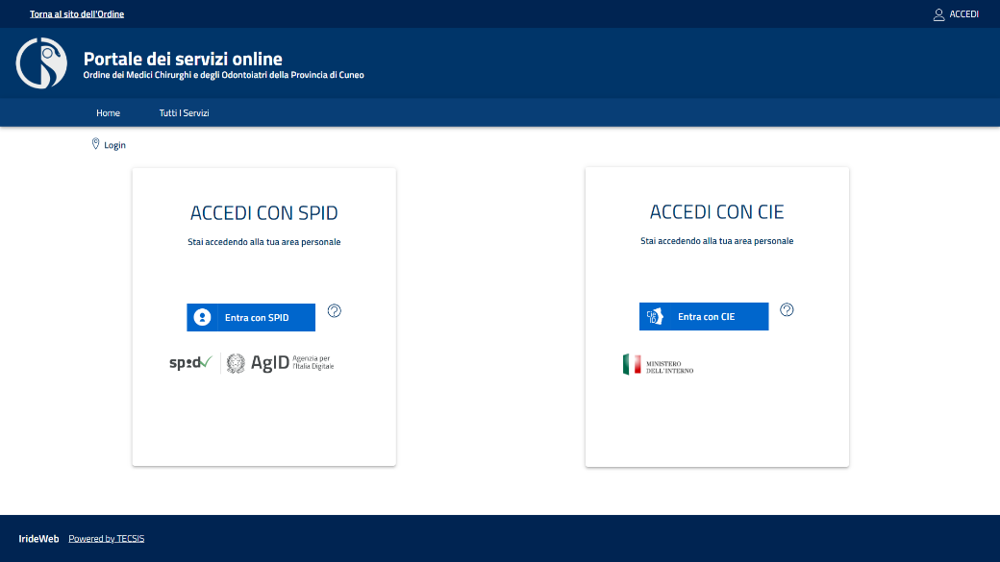 Torna al sito dell'Ordine
ACCEDI
Portale dei servizi online
Ordine dei Medici Chirurghi e degli Odontoiatri della Provincia di Cuneo
Home
Tutti I Servizi
Login
ACCEDI CON SPID
Stai accedendo alla tua area personale
Entra con SPID
spid
AgID
Agenzia per
l'Italia Digitale
ACCEDI CON CIE
Stai accedendo alla tua area personale
Cie
iD
Entra con CIE
MINISTERO
DELL'INTERNO
IrideWeb
Powered by TECSIS